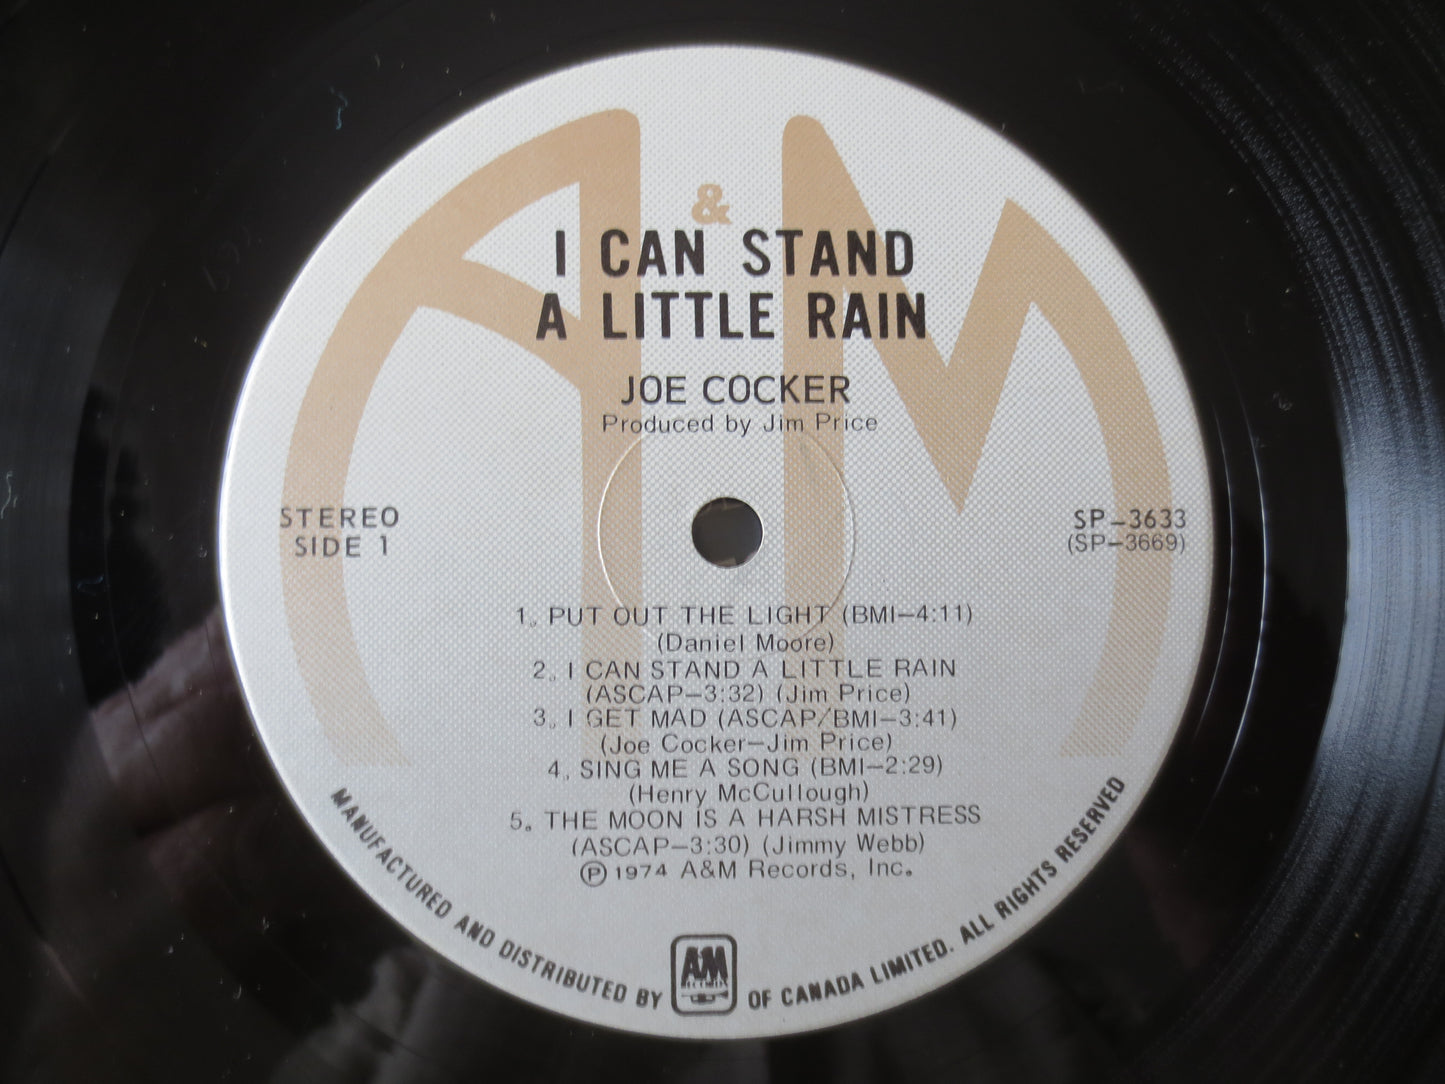 A & M
I CAN STAND
A LITTLE RAIN
JOE COCKER
Produced by Jim Price
STEREO
SIDE 1
SP-3633
(SP-3669)
1. PUT OUT THE LIGHT (BMI-4:11)
(Daniel Moore)
2. I CAN STAND A LITTLE RAIN
(ASCAP-3:32) (Jim Price)
3. I GET MAD (ASCAP/BMI-3:41)
(Joe Cocker-Jim Price)
4. SING ME A SONG (BMI-2:29)
(Henry McCullough)
5. THE MOON IS A HARSH MISTRESS
(ASCAP-3:30) (Jimmy Webb)
Ⓟ 1974 A&M Records, Inc.
MANUFACTURED AND DISTRIBUTED BY A&M RECORDS OF CANADA LIMITED. ALL RIGHTS RESERVED